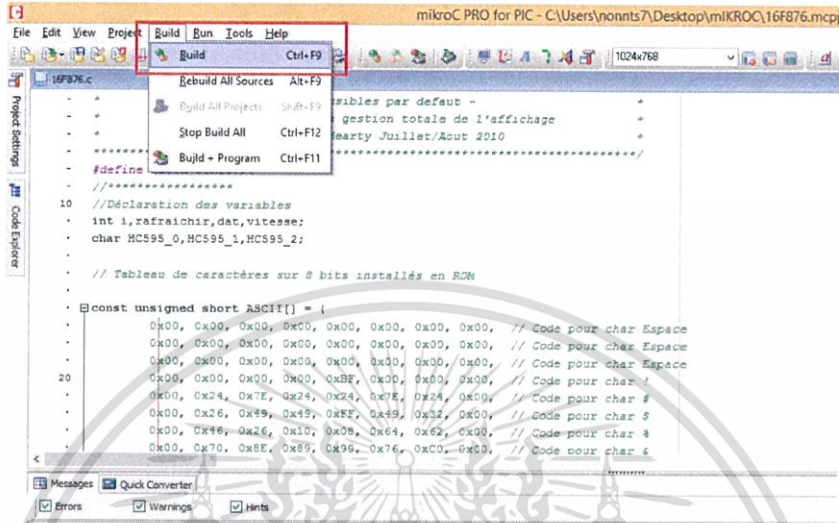 mikroC PRO for PIC - C:\Users\nonnts7\Desktop\mIKROC\16F876.mcp
File Edit View Project Build Run Tools Help
Build Ctrl+F9
1024x768
16F876.c
Rebuild All Sources Alt+F9
Build All Projects Shift+F9
Stop Build All Ctrl+F12
Build + Program Ctrl+F11
Project Settings
Code Explorer
sibles par defaut - *
gestion totale de l'affichage *
earty Juillet/Aout 2010 *
#define
//*****************
10 //Déclaration des variables
int i,rafraichir,dat,vitesse;
char HC595_0,HC595_1,HC595_2;
// Tableau de caractères sur 8 bits installés en ROM
const unsigned short ASCII[] = {
0x00, 0x00, 0x00, 0x00, 0x00, 0x00, 0x00, 0x00, // Code pour char Espace
0x00, 0x00, 0x00, 0x00, 0x00, 0x00, 0x00, 0x00, // Code pour char Espace
0x00, 0x00, 0x00, 0x00, 0x00, 0x00, 0x00, 0x00, // Code pour char Espace
20 0x00, 0x00, 0x00, 0x00, 0xBF, 0x00, 0x00, 0x00, // Code pour char !
0x00, 0x24, 0x7E, 0x24, 0x24, 0x7E, 0x24, 0x00, // Code pour char #
0x00, 0x26, 0x49, 0x49, 0xFF, 0x49, 0x32, 0x00, // Code pour char $
0x00, 0x46, 0x26, 0x10, 0x08, 0x64, 0x62, 0x00, // Code pour char %
0x00, 0x70, 0x8E, 0x89, 0x99, 0x76, 0xC0, 0x00, // Code pour char &
Messages Quick Converter
Errors Warnings Hints